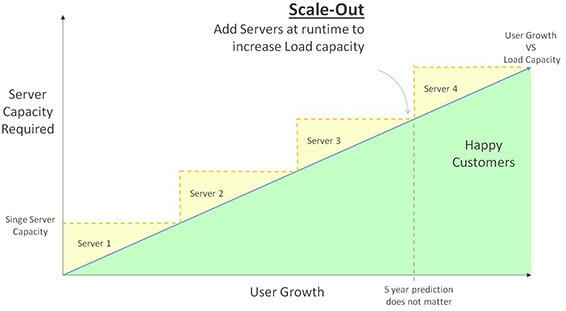 Scale-Out
Add Servers at runtime to
increase Load capacity
User Growth
VS
Load Capacity
Server
Capacity
Required
Server 4
Server 3
Happy
Customers
Server 2
Singe Server
Capacity
Server 1
User Growth
5 year prediction
does not matter